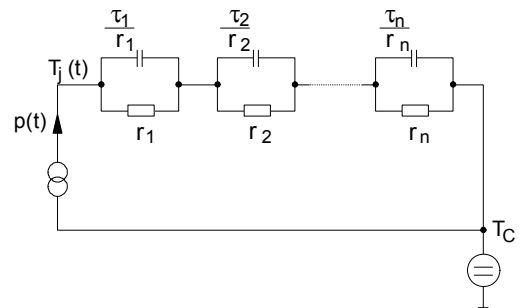 τ1 τ2 τn
r1 r2 rn
Tj (t)
p(t)
r1 r2 rn
TC